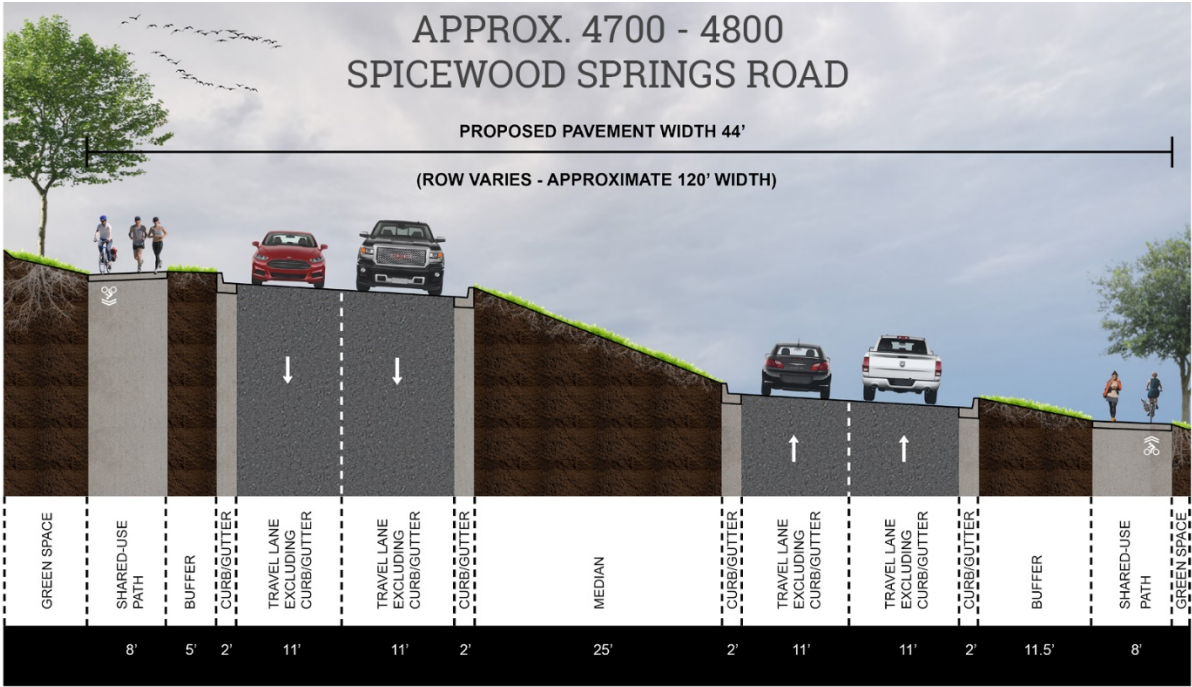 APPROX. 4700 - 4800
SPICEWOOD SPRINGS ROAD
PROPOSED PAVEMENT WIDTH 44'
(ROW VARIES - APPROXIMATE 120' WIDTH)
GREEN SPACE
SHARED-USE
PATH
BUFFER
CURB/GUTTER
TRAVEL LANE
EXCLUDING
CURB/GUTTER
TRAVEL LANE
EXCLUDING
CURB/GUTTER
CURB/GUTTER
MEDIAN
CURB/GUTTER
TRAVEL LANE
EXCLUDING
CURB/GUTTER
TRAVEL LANE
EXCLUDING
CURB/GUTTER
CURB/GUTTER
BUFFER
SHARED-USE
PATH
GREEN SPACE
8' 5' 2' 11' 11' 2' 25' 2' 11' 11' 2' 11.5' 8'